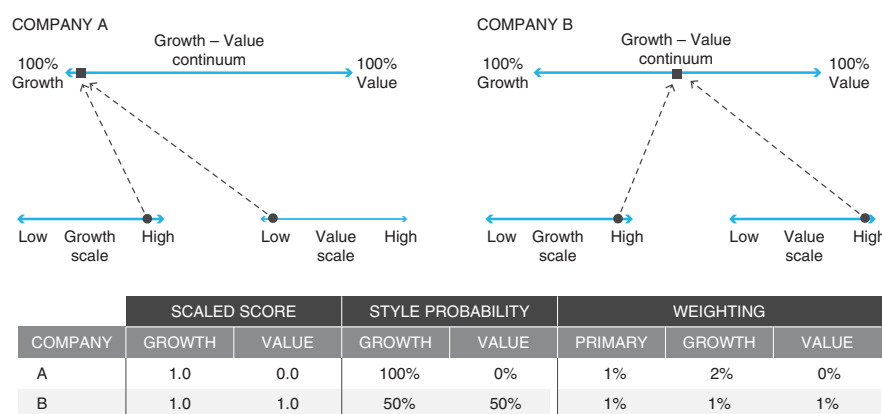 COMPANY A
Growth – Value
continuum
100%
Growth
100%
Value
Low
Growth
scale
High
Low
Value
scale
High
COMPANY B
Growth – Value
continuum
100%
Growth
100%
Value
Low
Growth
scale
High
Low
Value
scale
High
SCALED SCORE STYLE PROBABILITY WEIGHTING
COMPANY GROWTH VALUE GROWTH VALUE PRIMARY GROWTH VALUE
A 1.0 0.0 100% 0% 1% 2% 0%
B 1.0 1.0 50% 50% 1% 1% 1%